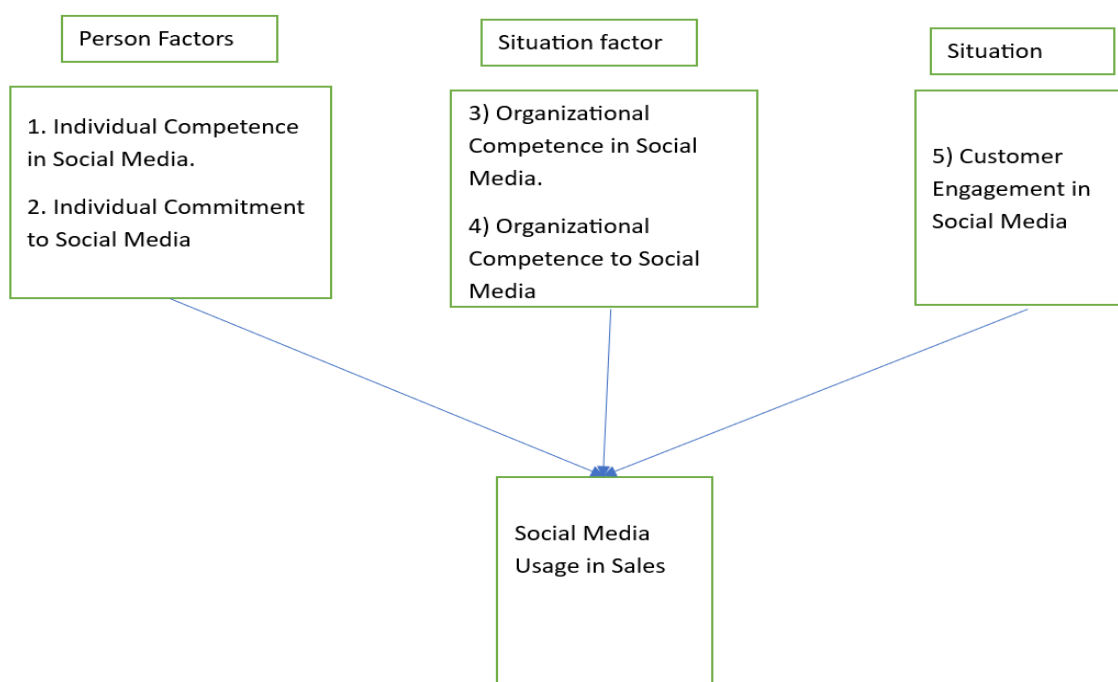 Person Factors
Situation factor
Situation
1. Individual Competence
in Social Media.
2. Individual Commitment
to Social Media
3) Organizational
Competence in Social
Media.
4) Organizational
Competence to Social
Media
5) Customer
Engagement in
Social Media
Social Media
Usage in Sales